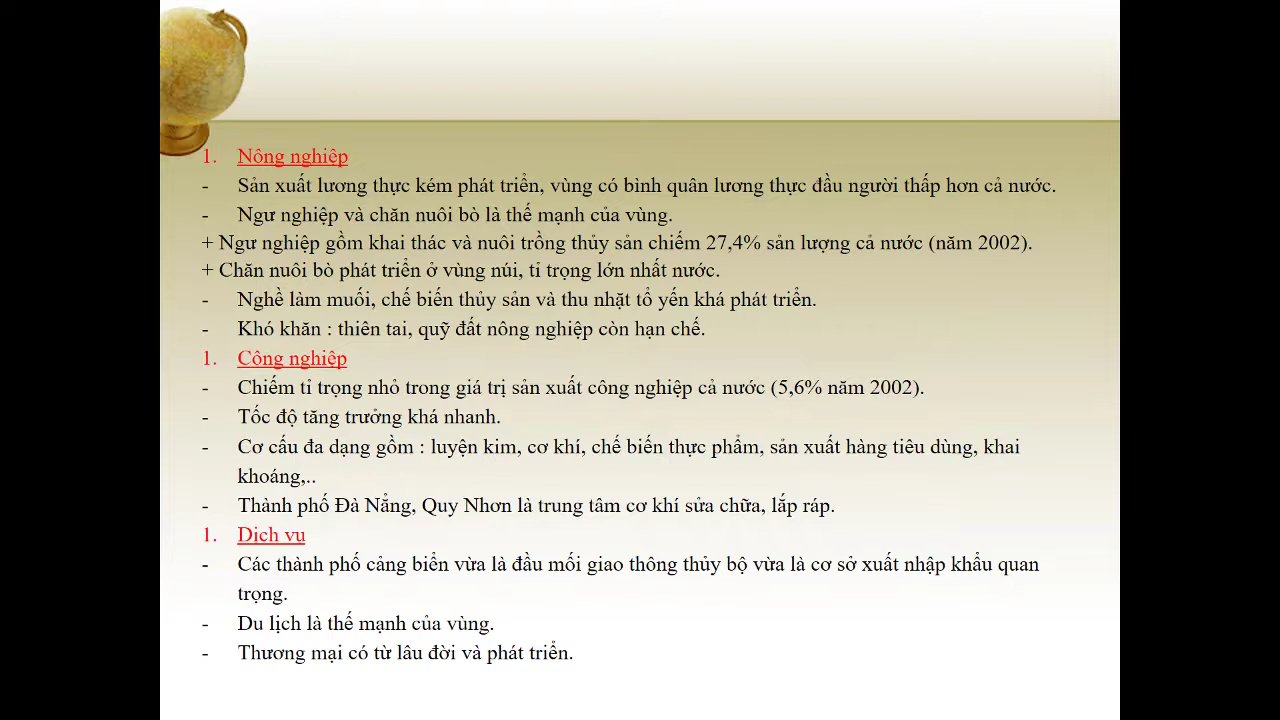 1. Nông nghiệp
- Sản xuất lương thực kém phát triển, vùng có bình quân lương thực đầu người thấp hơn cả nước.
- Ngư nghiệp và chăn nuôi bò là thế mạnh của vùng.
+ Ngư nghiệp gồm khai thác và nuôi trồng thủy sản chiếm 27,4% sản lượng cả nước (năm 2002).
+ Chăn nuôi bò phát triển ở vùng núi, tỉ trọng lớn nhất nước.
- Nghề làm muối, chế biến thủy sản và thu nhặt tổ yến khá phát triển.
- Khó khăn : thiên tai, quỹ đất nông nghiệp còn hạn chế.
1. Công nghiệp
- Chiếm tỉ trọng nhỏ trong giá trị sản xuất công nghiệp cả nước (5,6% năm 2002).
- Tốc độ tăng trưởng khá nhanh.
- Cơ cấu đa dạng gồm : luyện kim, cơ khí, chế biến thực phẩm, sản xuất hàng tiêu dùng, khai
khoáng,..
- Thành phố Đà Nẵng, Quy Nhơn là trung tâm cơ khí sửa chữa, lắp ráp.
1. Dịch vụ
- Các thành phố cảng biển vừa là đầu mối giao thông thủy bộ vừa là cơ sở xuất nhập khẩu quan
trọng.
- Du lịch là thế mạnh của vùng.
- Thương mại có từ lâu đời và phát triển.